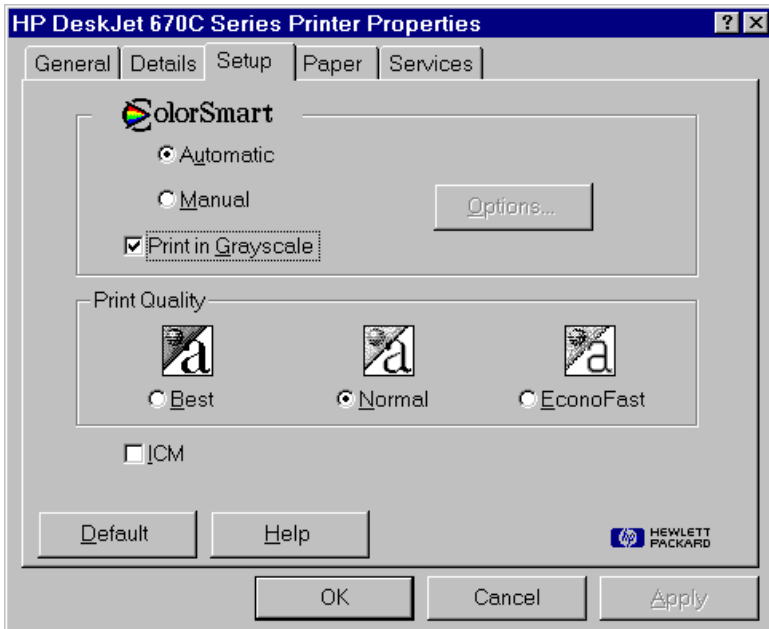 HP DeskJet 670C Series Printer Properties
General Details Setup Paper Services
ColorSmart
Automatic
Manual
Options...
Print in Grayscale
Print Quality
a a a
Best Normal EconoFast
ICM
Default Help
hp HEWLETT
PACKARD
OK Cancel Apply